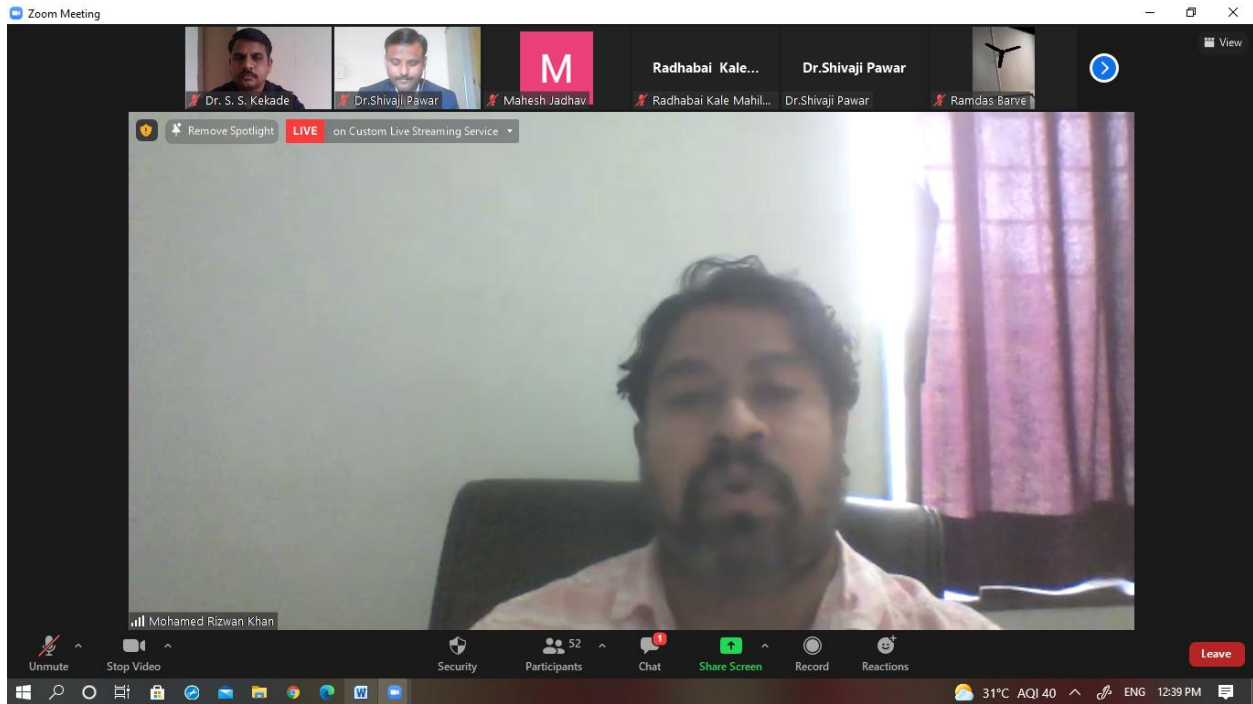 Zoom Meeting
View
M
Radhabai Kale...
Dr.Shivaji Pawar
Dr. S. S. Kekade
Dr.Shivaji Pawar
Mahesh Jadhav
Radhabai Kale Mahil...
Dr.Shivaji Pawar
Ramdas Barve
Remove Spotlight
LIVE on Custom Live Streaming Service
Mohamed Rizwan Khan
52
1
Unmute
Stop Video
Security
Participants
Chat
Share Screen
Record
Reactions
Leave
W
31°C AQI 40
ENG
12:39 PM